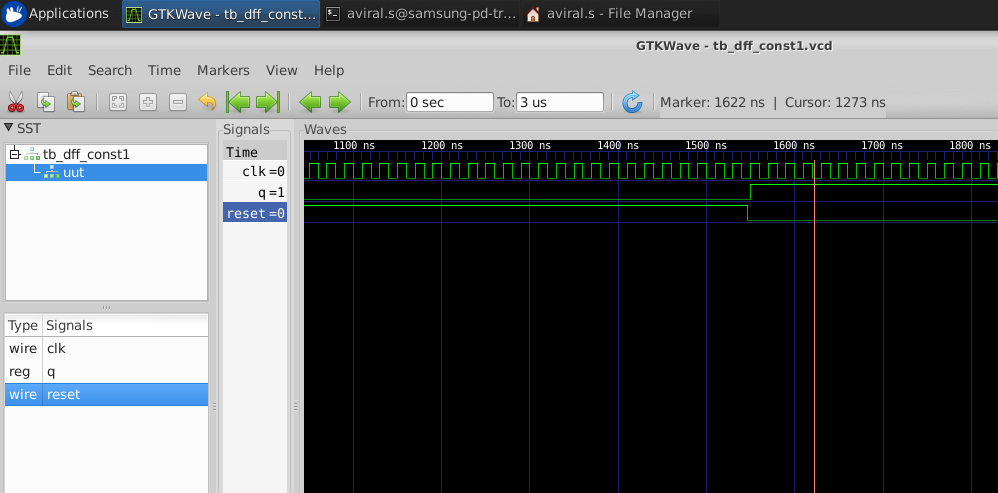 Applications GTKWave - tb_dff_const... aviral.s@samsung-pd-tr... aviral.s - File Manager
GTKWave - tb_dff_const1.vcd
File Edit Search Time Markers View Help
From: 0 sec To: 3 us Marker: 1622 ns | Cursor: 1273 ns
SST
tb_dff_const1
uut
Type Signals
wire clk
reg q
wire reset
Signals
Time
clk=0
q=1
reset=0
Waves
1100 ns 1200 ns 1300 ns 1400 ns 1500 ns 1600 ns 1700 ns 1800 ns